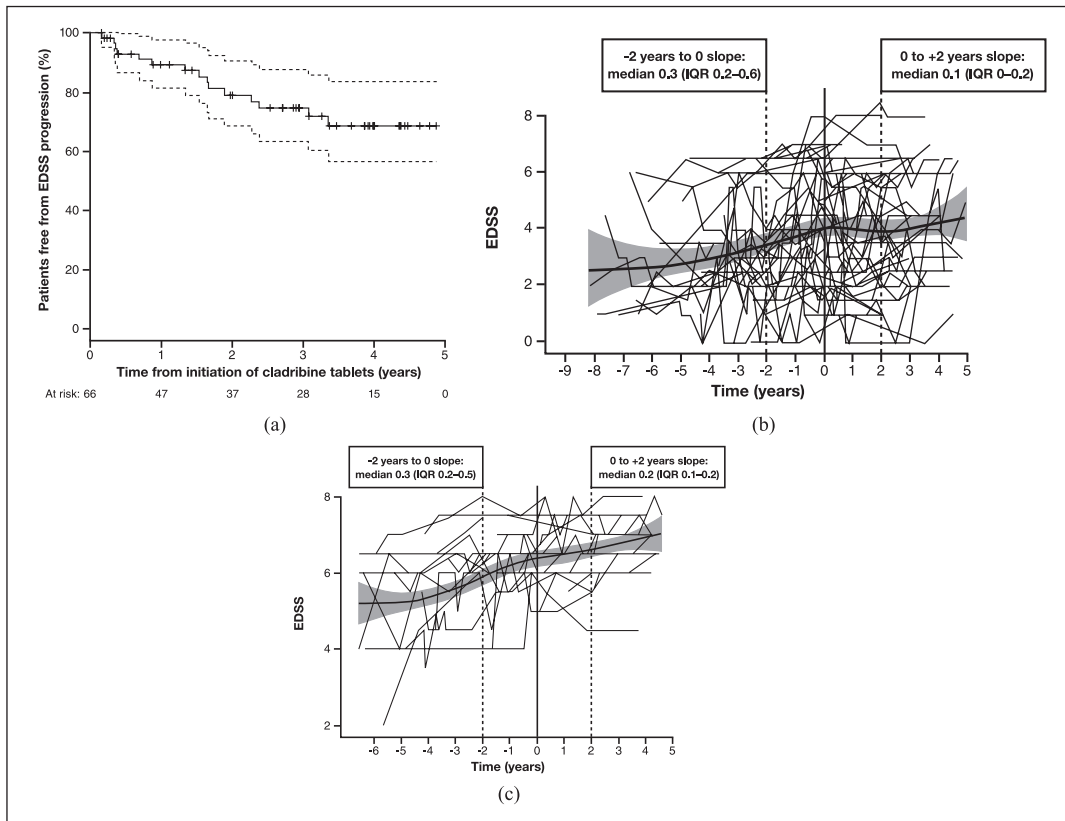 100
80
60
40
20
0
Patients free from EDSS progression (%)
0 1 2 3 4 5
Time from initiation of cladribine tablets (years)
At risk: 66 47 37 28 15 0
(a)
-2 years to 0 slope:
median 0.3 (IQR 0.2–0.6)
0 to +2 years slope:
median 0.1 (IQR 0–0.2)
8
6
4
2
0
EDSS
-9 -8 -7 -6 -5 -4 -3 -2 -1 0 1 2 3 4 5
Time (years)
(b)
-2 years to 0 slope:
median 0.3 (IQR 0.2–0.5)
0 to +2 years slope:
median 0.2 (IQR 0.1–0.2)
8
6
4
2
EDSS
-6 -5 -4 -3 -2 -1 0 1 2 3 4 5
Time (years)
(c)